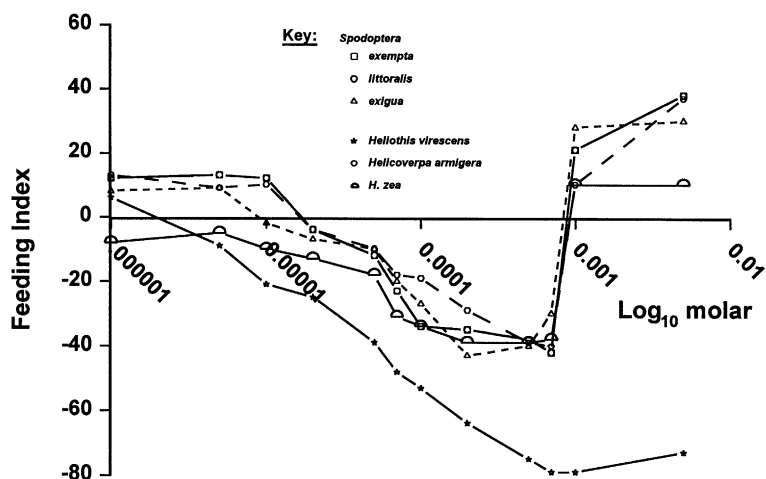 60
40
20
0
-20
-40
-60
-80
Feeding Index
Key: Spodoptera
exempta
littoralis
exigua
Heliothis virescens
Helicoverpa armigera
H. zea
000001
0.00001
0.0001
0.001
0.01
Log10 molar